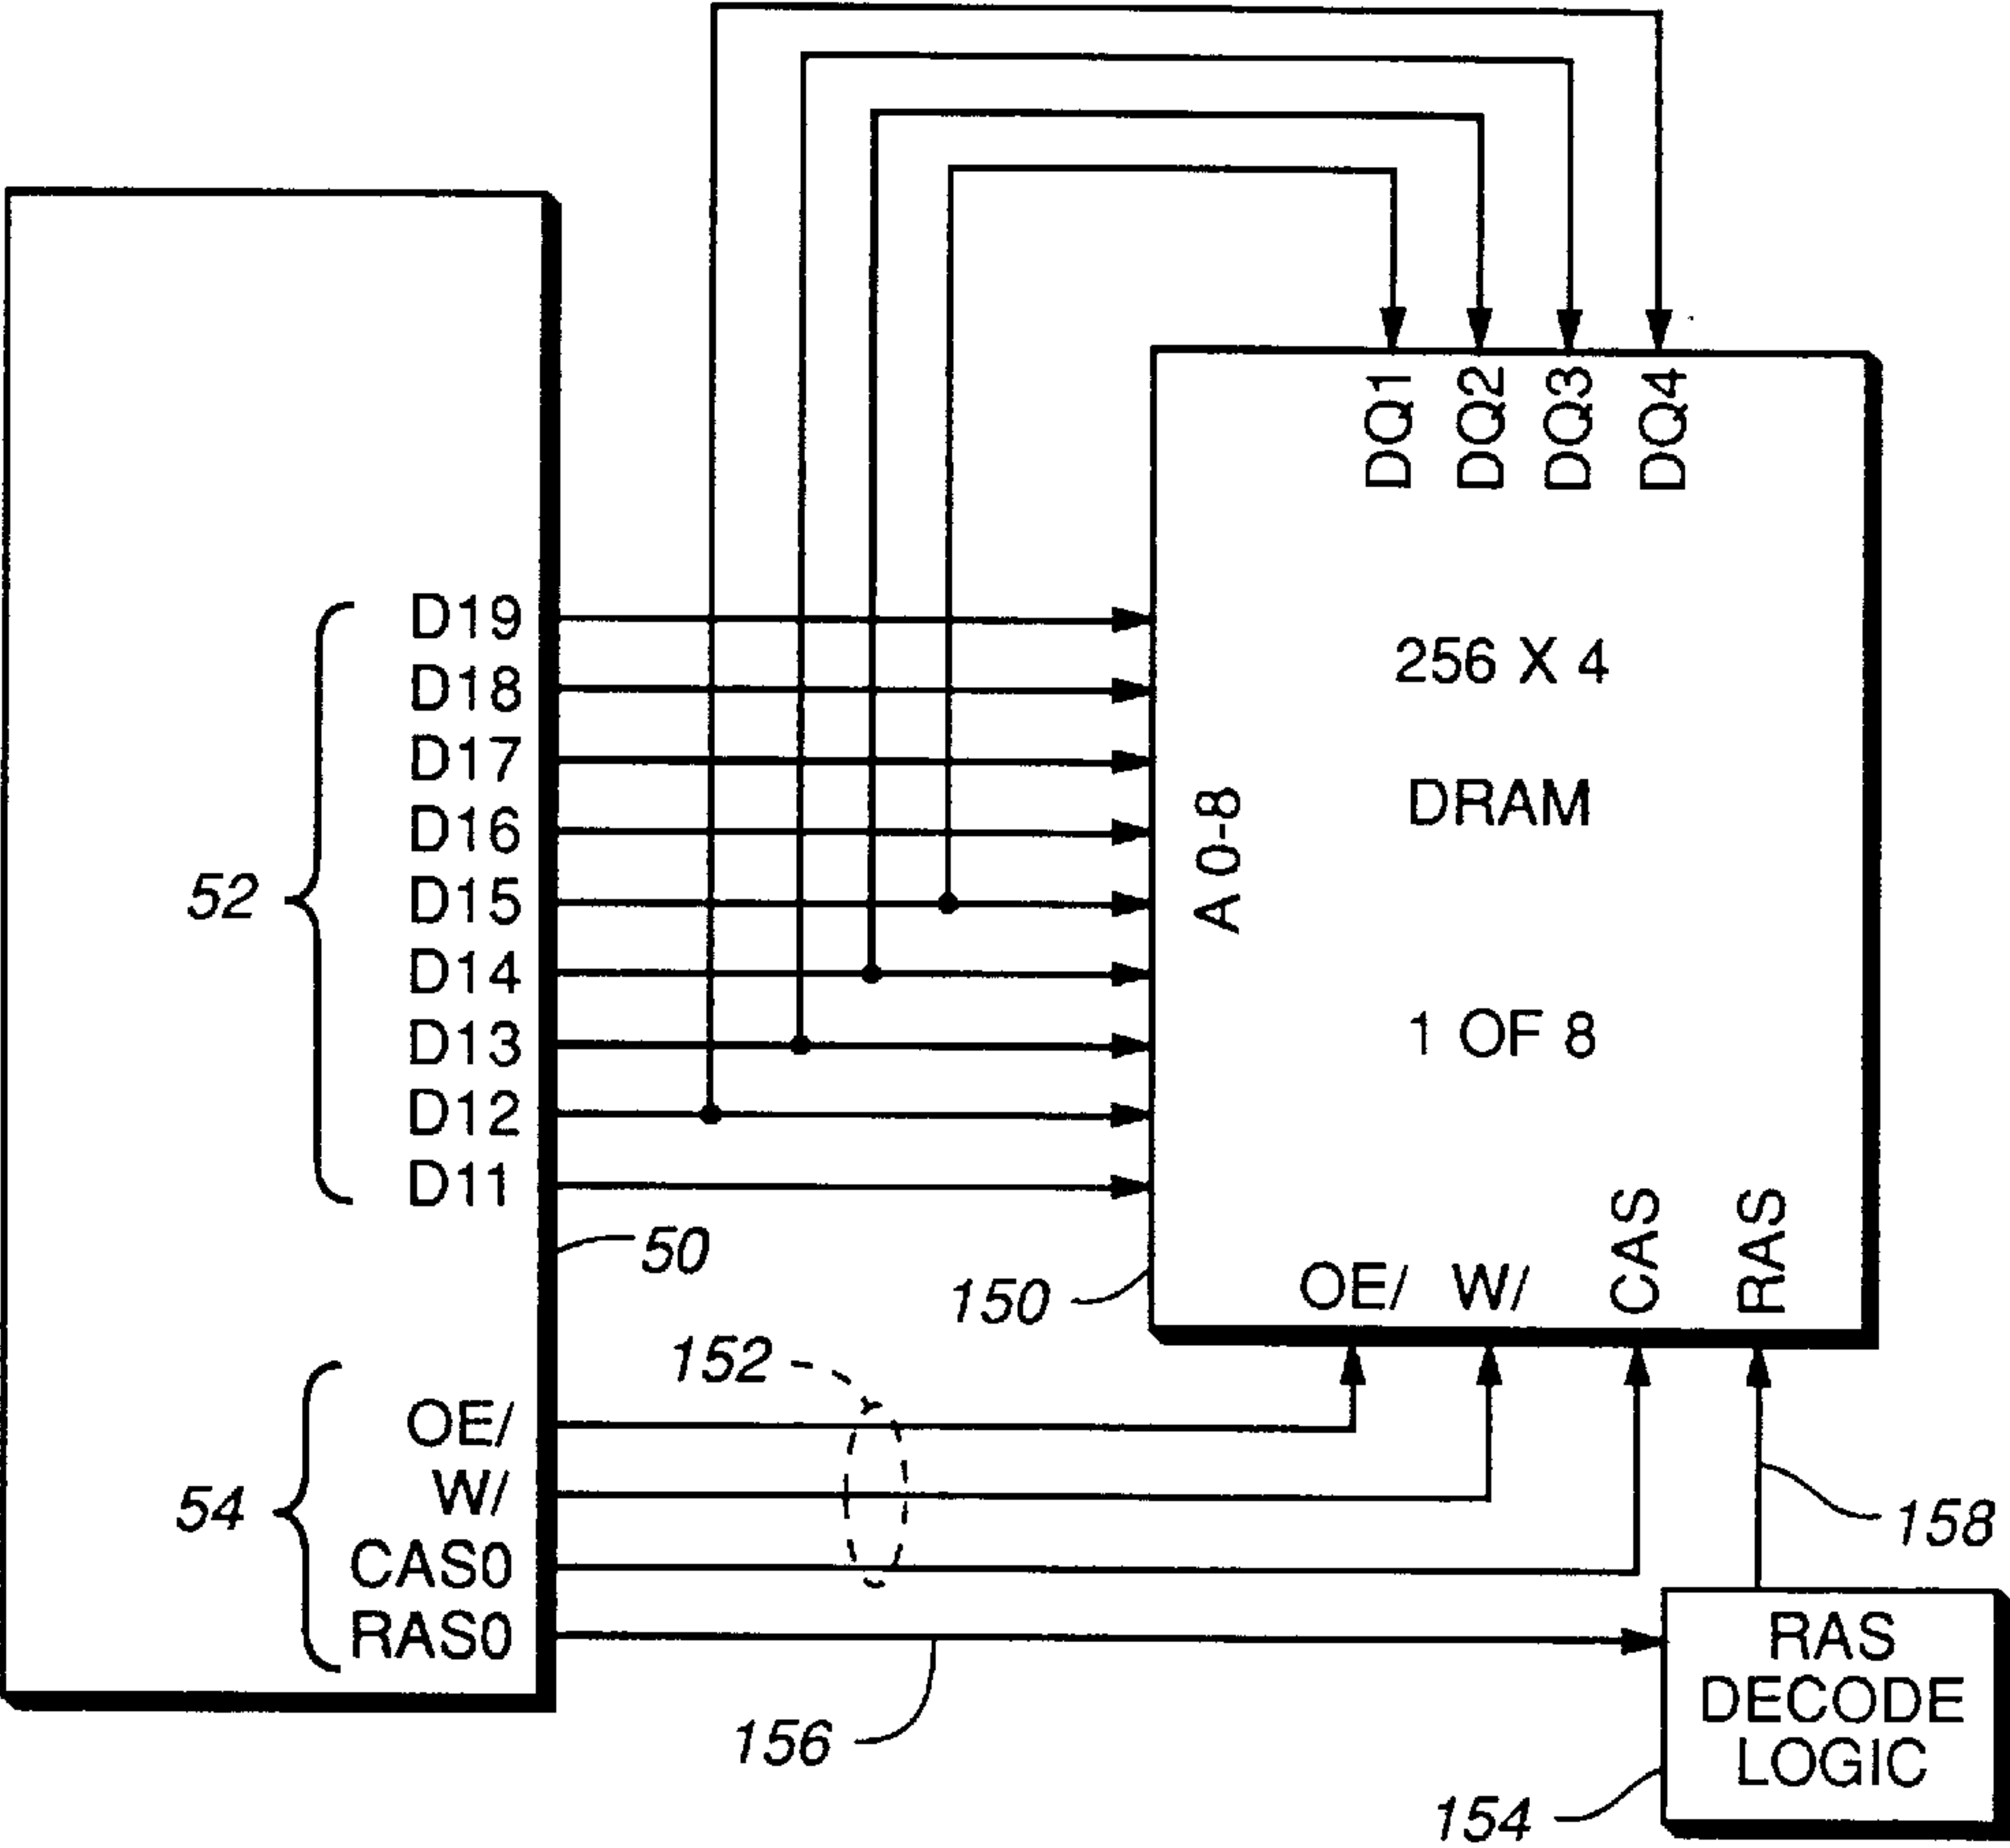 DQ1
DQ2
DQ3
DQ4
D19
D18
D17
D16
D15
D14
D13
D12
D11
52
A 0-8
256 X 4
DRAM
1 OF 8
50
150
OE/
W/
CAS
RAS
152
54
OE/
W/
CAS0
RAS0
158
156
RAS
DECODE
LOGIC
154